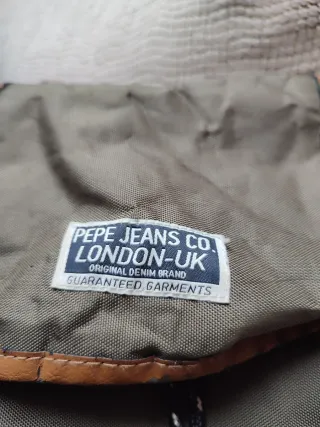 PEPE JEANS CO.
LONDON-UK
ORIGINAL DENIM BRAND
GUARANTEED GARMENTS